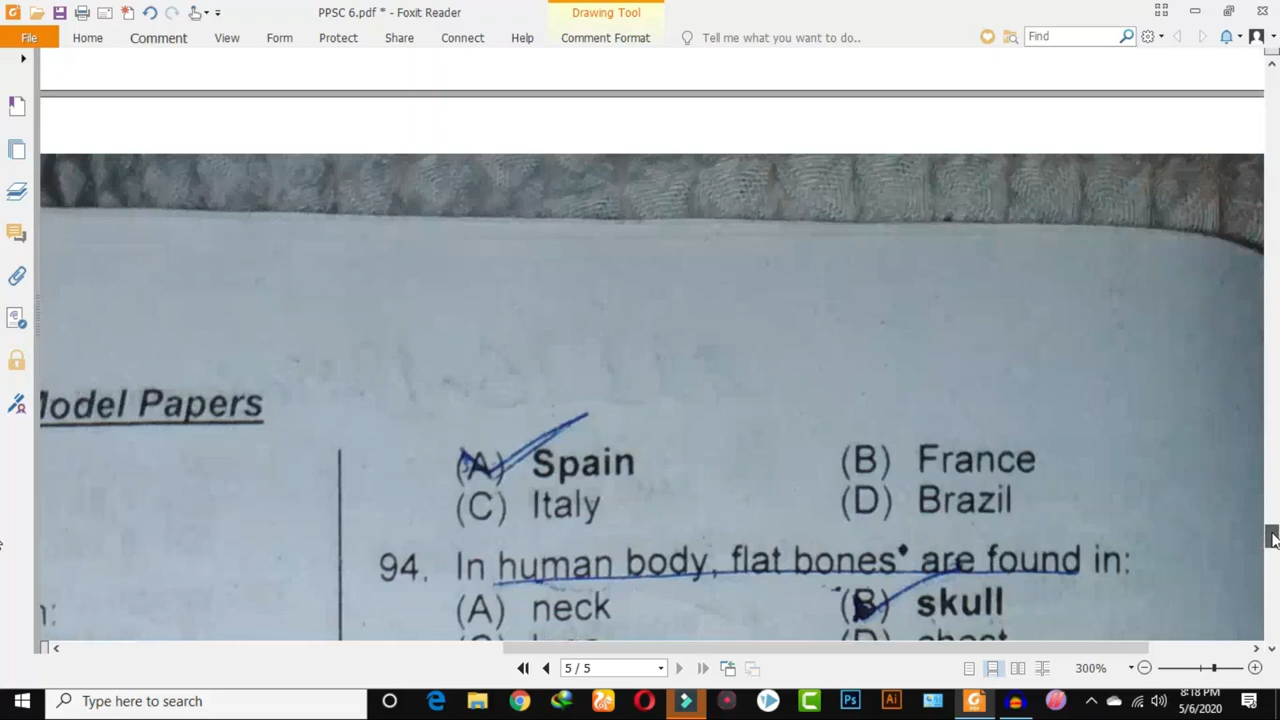 PPSC 6.pdf * - Foxit Reader
Drawing Tool
File
Home
Comment
View
Form
Protect
Share
Connect
Help
Comment Format
Tell me what you want to do..
Find
Model Papers
(A) Spain
(B) France
(C) Italy
(D) Brazil
94. In human body, flat bones are found in:
(A) neck
(B) skull
(D) chest
5 / 5
300%
Type here to search
8:18 PM
5/6/2020